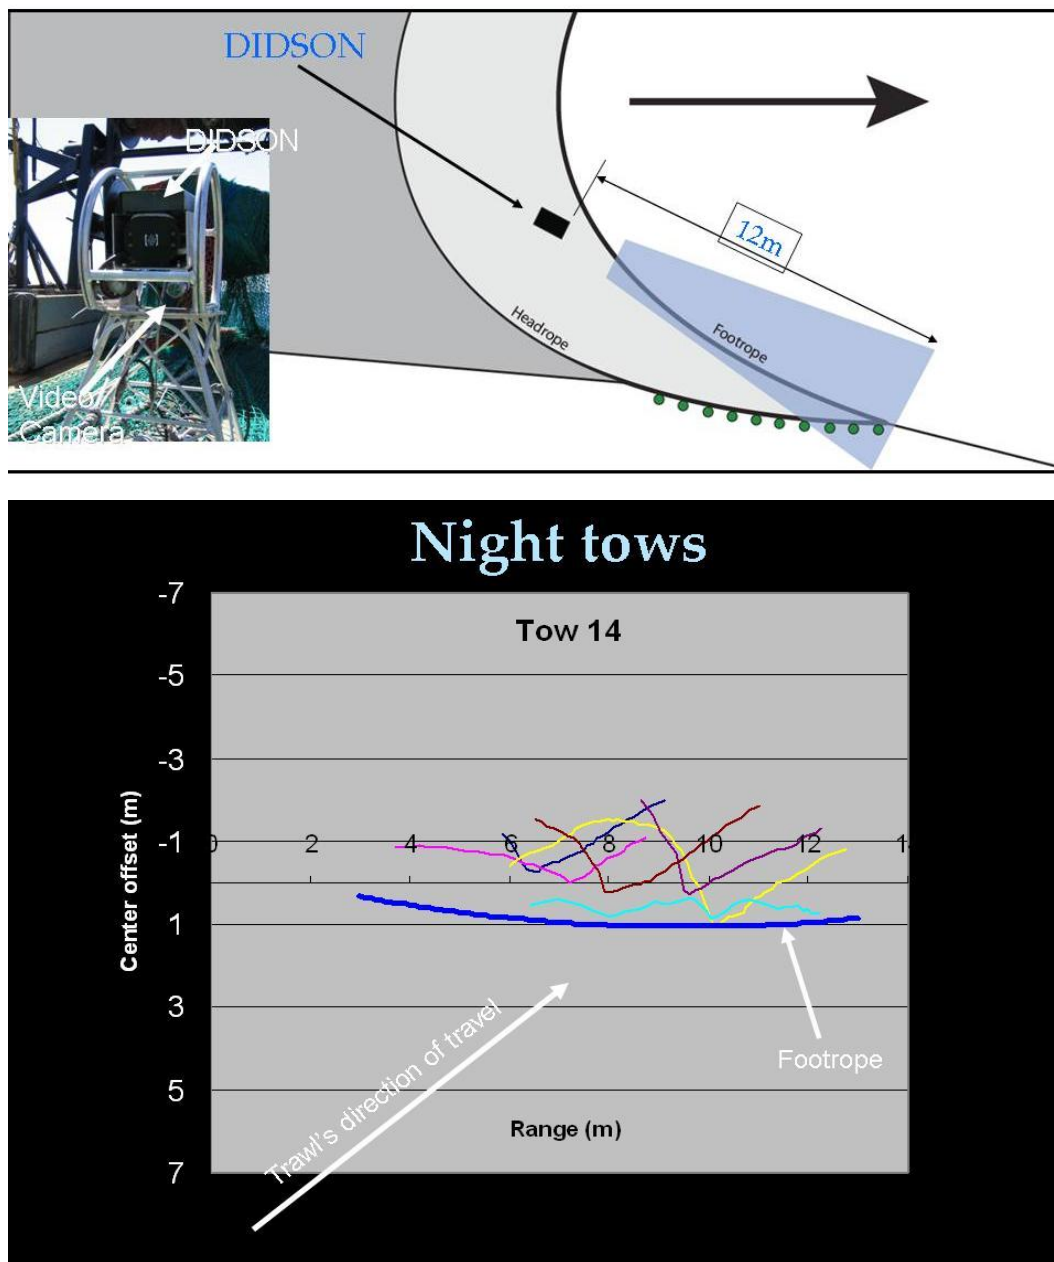 DIDSON
DIDSON
12m
Headrope
Footrope
Video
Camera
Night tows
Tow 14
-7
-5
-3
-1
1
3
5
7
0
2
4
6
8
10
12
14
Center offset (m)
Range (m)
Trawl's direction of travel
Footrope